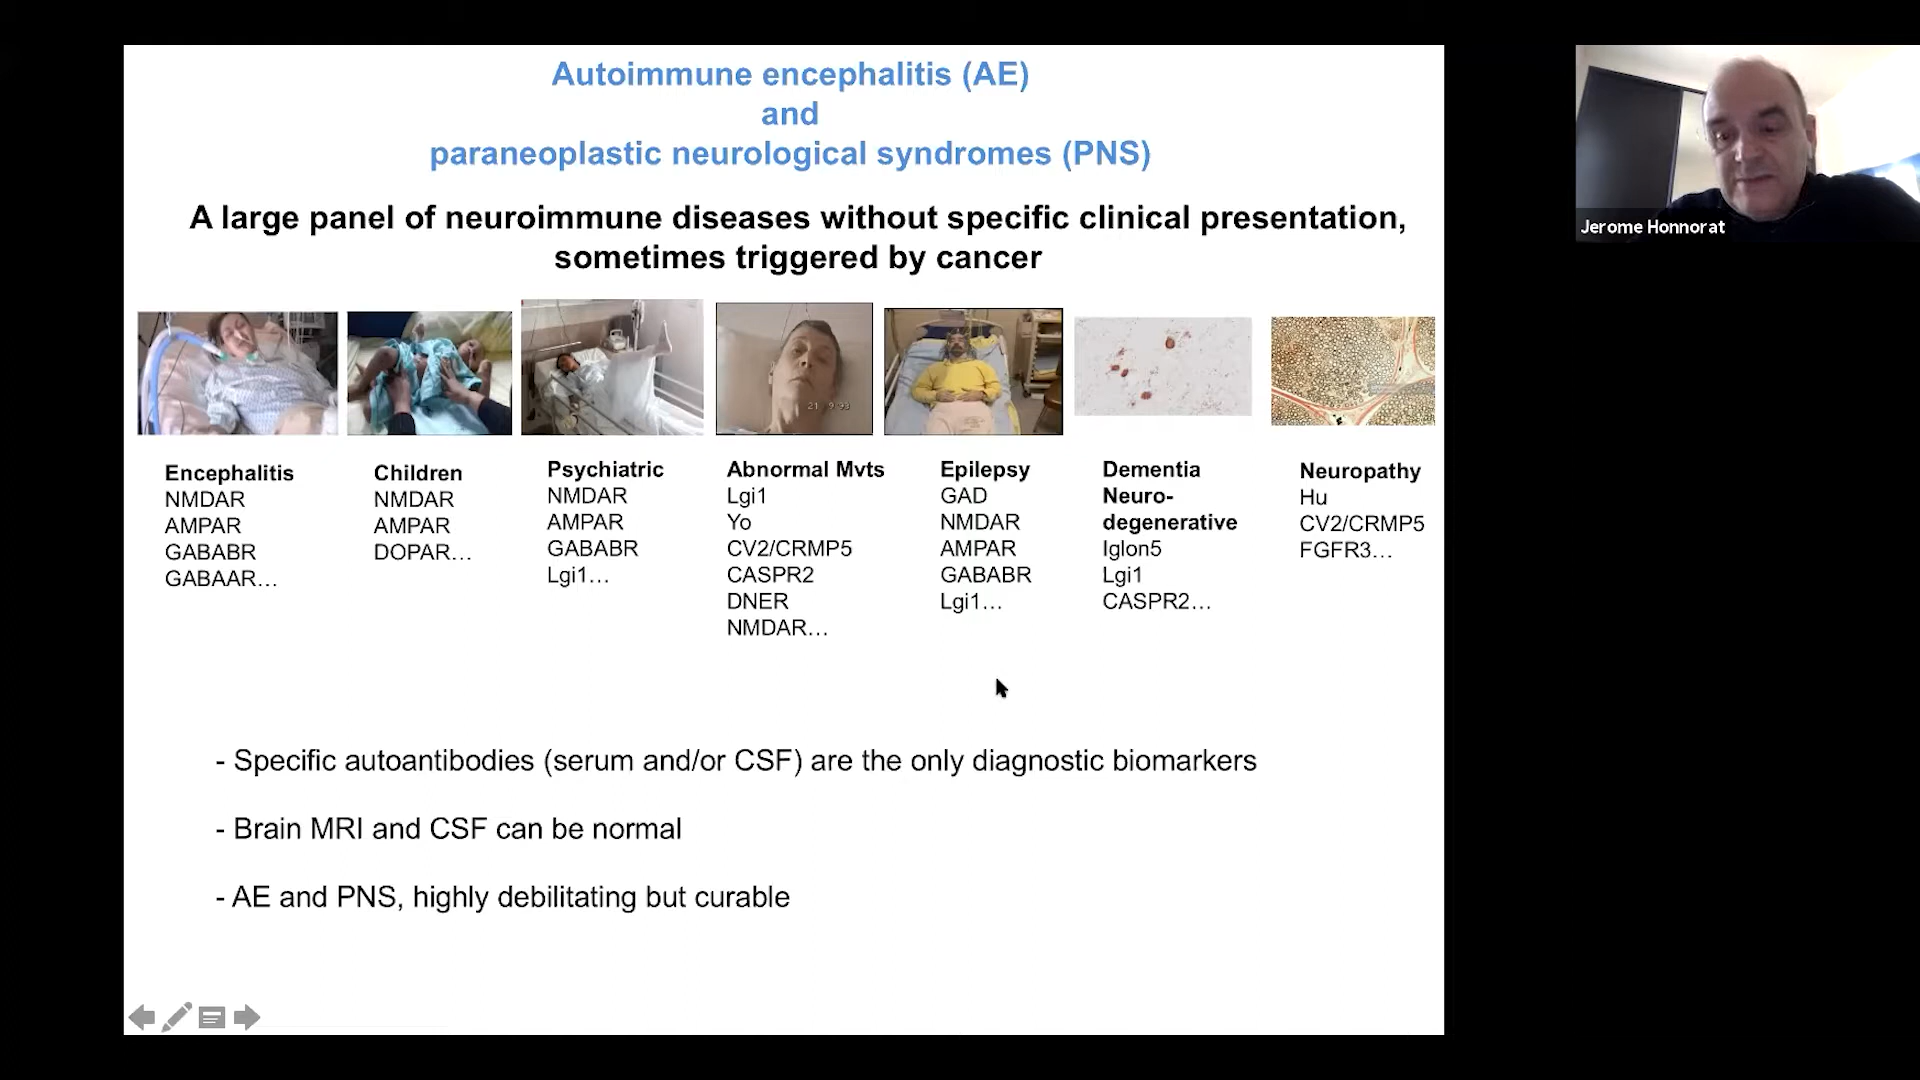 Autoimmune encephalitis (AE)
and
paraneoplastic neurological syndromes (PNS)
A large panel of neuroimmune diseases without specific clinical presentation,
sometimes triggered by cancer
21 9 93
Encephalitis
NMDAR
AMPAR
GABABR
GABAAR…
Children
NMDAR
AMPAR
DOPAR…
Psychiatric
NMDAR
AMPAR
GABABR
Lgi1…
Abnormal Mvts
Lgi1
Yo
CV2/CRMP5
CASPR2
DNER
NMDAR…
Epilepsy
GAD
NMDAR
AMPAR
GABABR
Lgi1…
Dementia
Neuro-
degenerative
Iglon5
Lgi1
CASPR2…
Neuropathy
Hu
CV2/CRMP5
FGFR3…
- Specific autoantibodies (serum and/or CSF) are the only diagnostic biomarkers
- Brain MRI and CSF can be normal
- AE and PNS, highly debilitating but curable
Jerome Honnorat